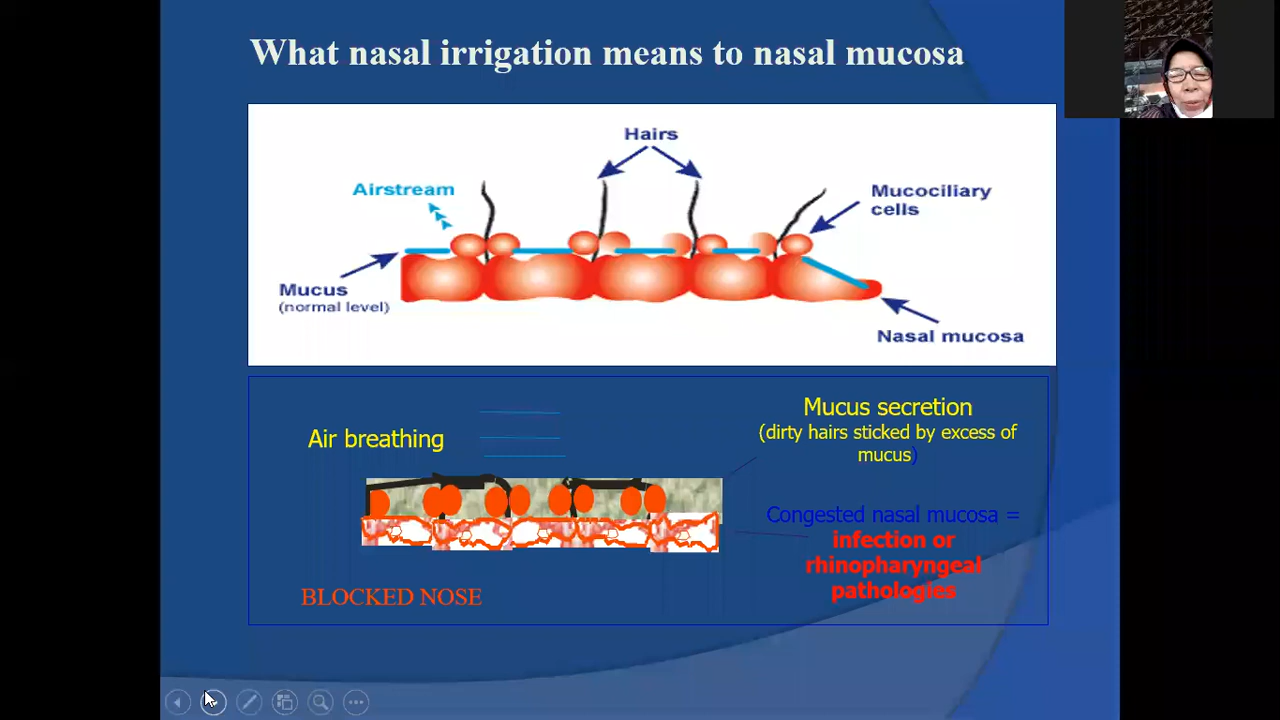 What nasal irrigation means to nasal mucosa
Hairs
Airstream
Mucociliary
cells
Mucus
(normal level)
Nasal mucosa
Mucus secretion
(dirty hairs sticked by excess of
mucus)
Air breathing
Congested nasal mucosa =
infection or
rhinopharyngeal
pathologies
BLOCKED NOSE